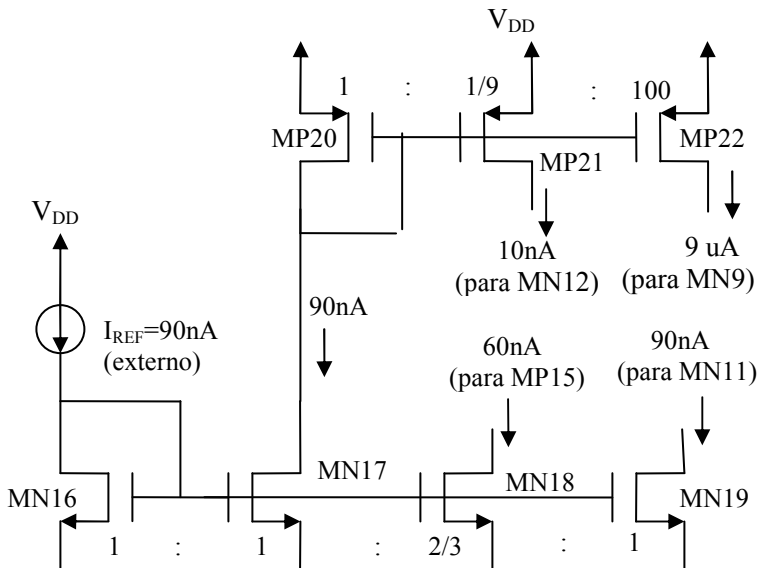 V_DD
1 : 1/9 : 100
MP20
MP21
MP22
V_DD
10nA
(para MN12)
9 uA
(para MN9)
I_REF=90nA
(externo)
90nA
60nA
(para MP15)
90nA
(para MN11)
MN16
MN17
MN18
MN19
1 : 1 : 2/3 : 1